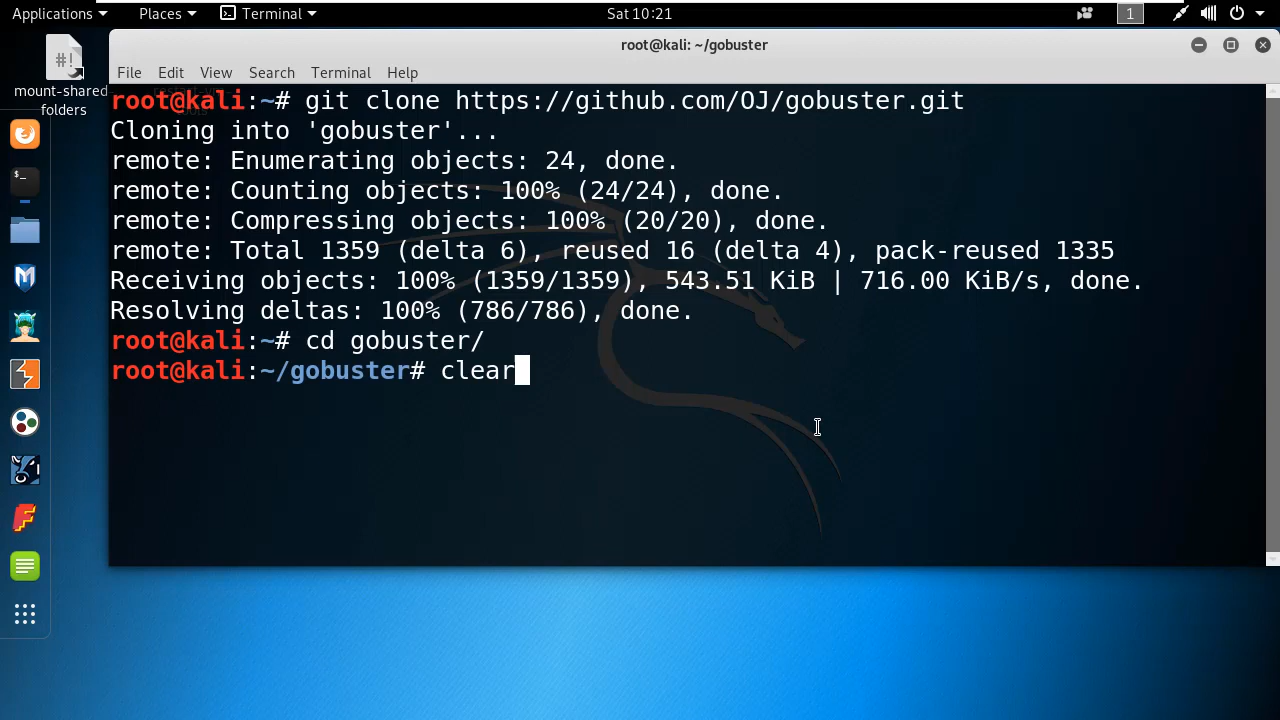 Applications Places Terminal Sat 10:21 1
root@kali: ~/gobuster
File Edit View Search Terminal Help
mount-shared
folders
root@kali:~# git clone https://github.com/OJ/gobuster.git
Cloning into 'gobuster'...
remote: Enumerating objects: 24, done.
remote: Counting objects: 100% (24/24), done.
remote: Compressing objects: 100% (20/20), done.
remote: Total 1359 (delta 6), reused 16 (delta 4), pack-reused 1335
Receiving objects: 100% (1359/1359), 543.51 KiB | 716.00 KiB/s, done.
Resolving deltas: 100% (786/786), done.
root@kali:~# cd gobuster/
root@kali:~/gobuster# clear